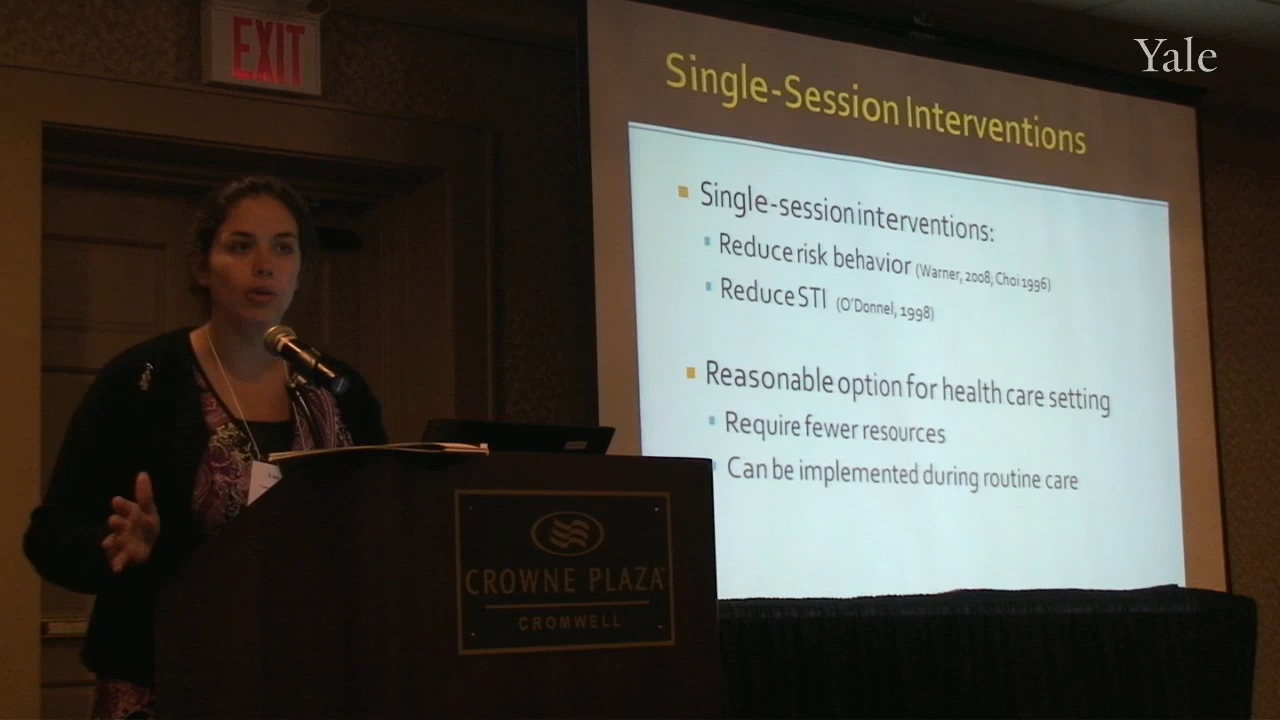 EXIT
Yale
Single-Session Interventions
Single-session interventions:
Reduce risk behavior (Warner, 2008; Choi 1996)
Reduce STI (O'Donnel, 1998)
Reasonable option for health care setting
Require fewer resources
Can be implemented during routine care
CROWNE PLAZA
CROMWELL